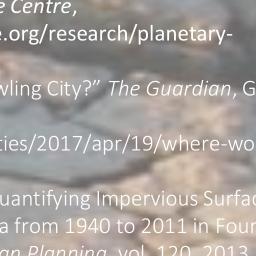 e Centre,
e.org/research/planetary-
wling City?” The Guardian, G
ties/2017/apr/19/where-wo
uantifying Impervious Surfac
a from 1940 to 2011 in Four
an Planning, vol. 120, 2013